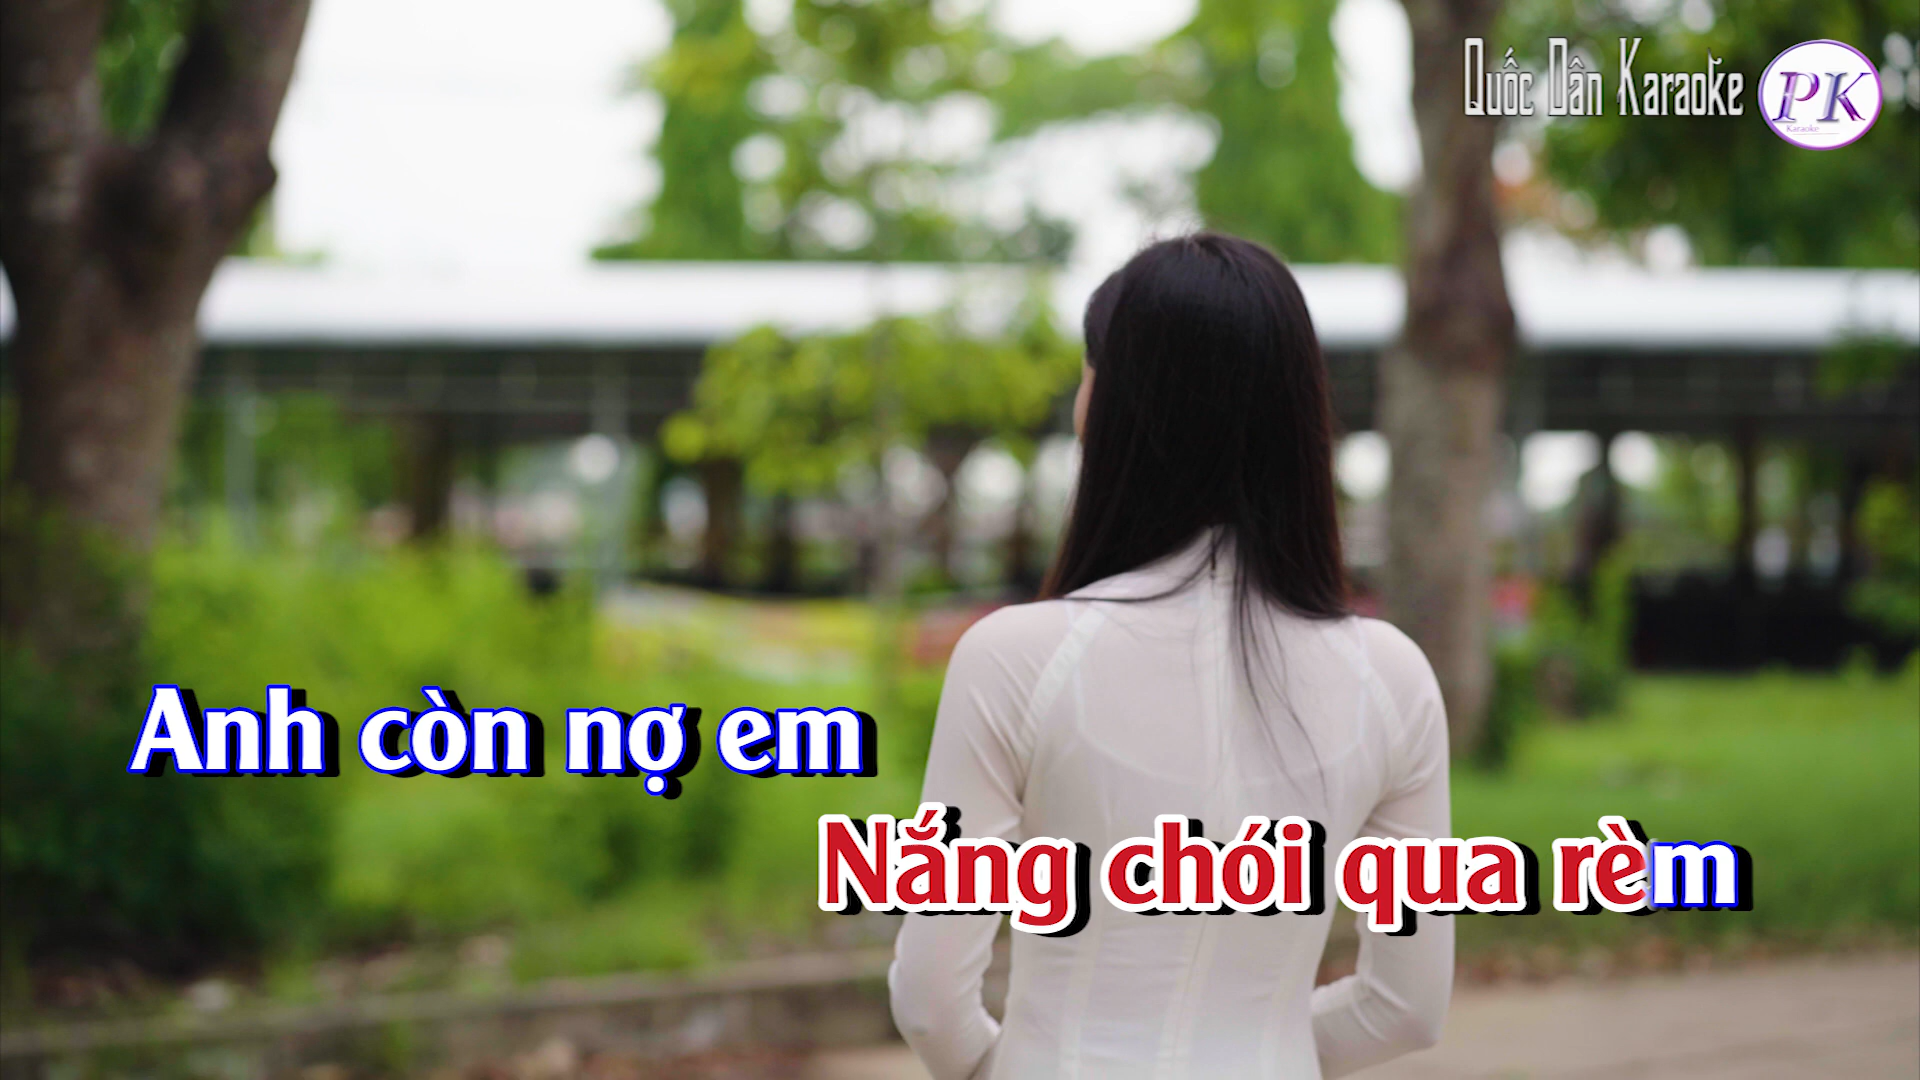 Quốc Dân Karaoke
PK
Karaoke
Anh còn nợ em
Nắng chói qua rèm